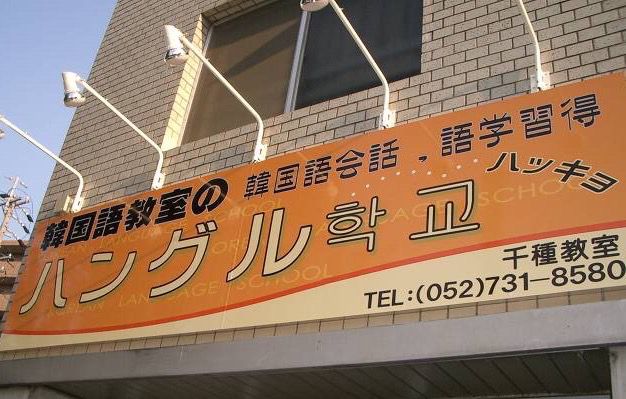 韓国語教室の 韓国語会話，語学習得
ハングル학교 ハッキョ
千種教室
TEL:(052)731-8580